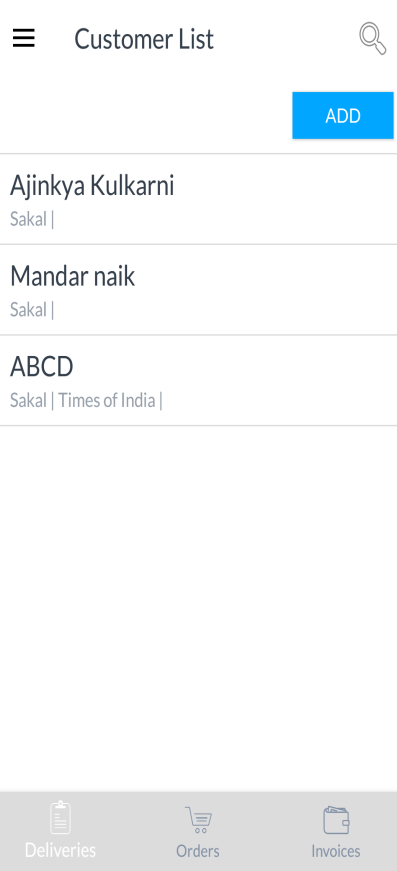 Customer List
ADD
Ajinkya Kulkarni
Sakal |
Mandar naik
Sakal |
ABCD
Sakal | Times of India |
Deliveries
Orders
Invoices